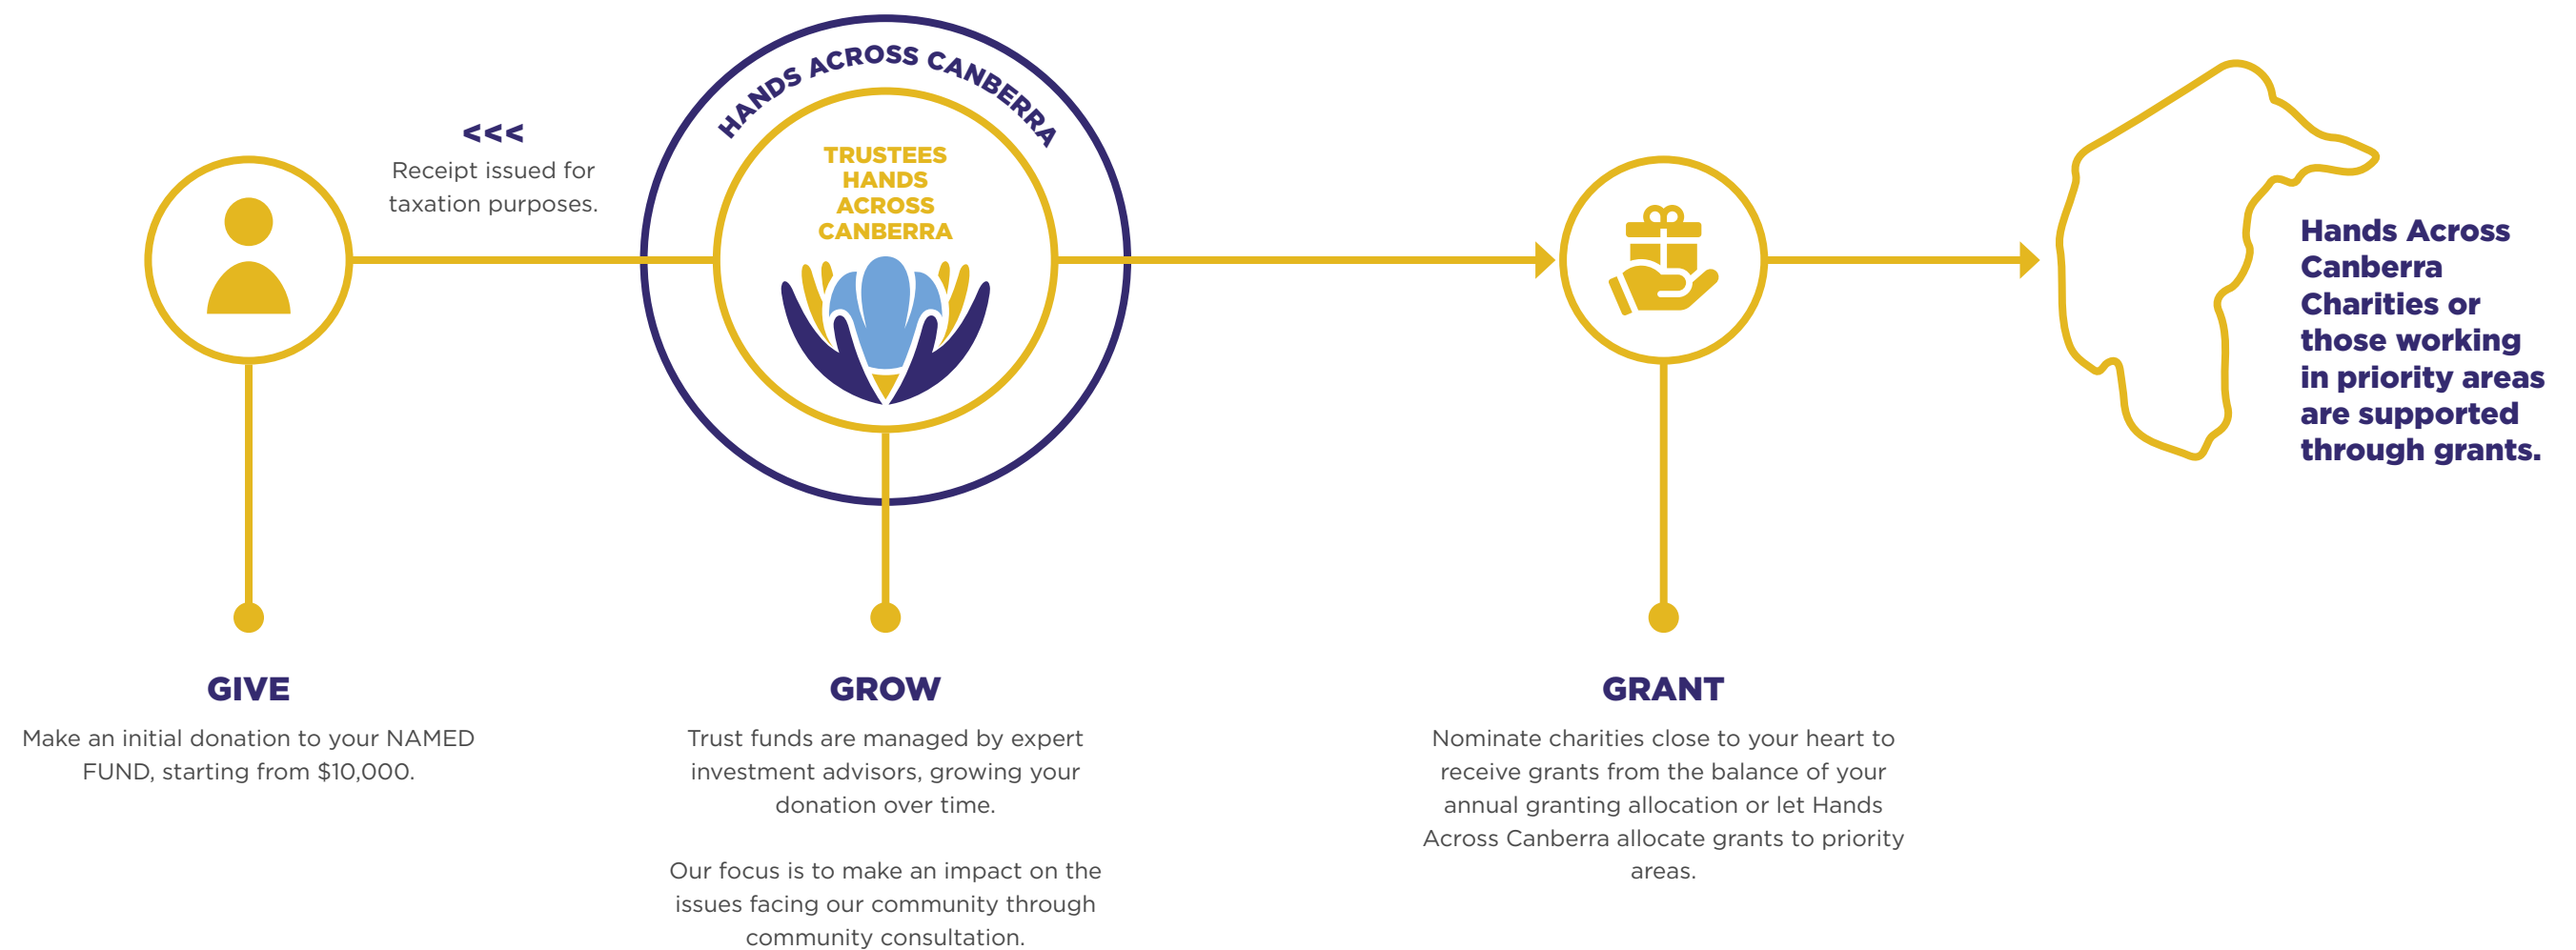 HANDS ACROSS CANBERRA
<<<
Receipt issued for
taxation purposes.
TRUSTEES
HANDS
ACROSS
CANBERRA
Hands Across
Canberra
Charities or
those working
in priority areas
are supported
through grants.
GIVE
Make an initial donation to your NAMED
FUND, starting from $10,000.
GROW
Trust funds are managed by expert
investment advisors, growing your
donation over time.
Our focus is to make an impact on the
issues facing our community through
community consultation.
GRANT
Nominate charities close to your heart to
receive grants from the balance of your
annual granting allocation or let Hands
Across Canberra allocate grants to priority
areas.